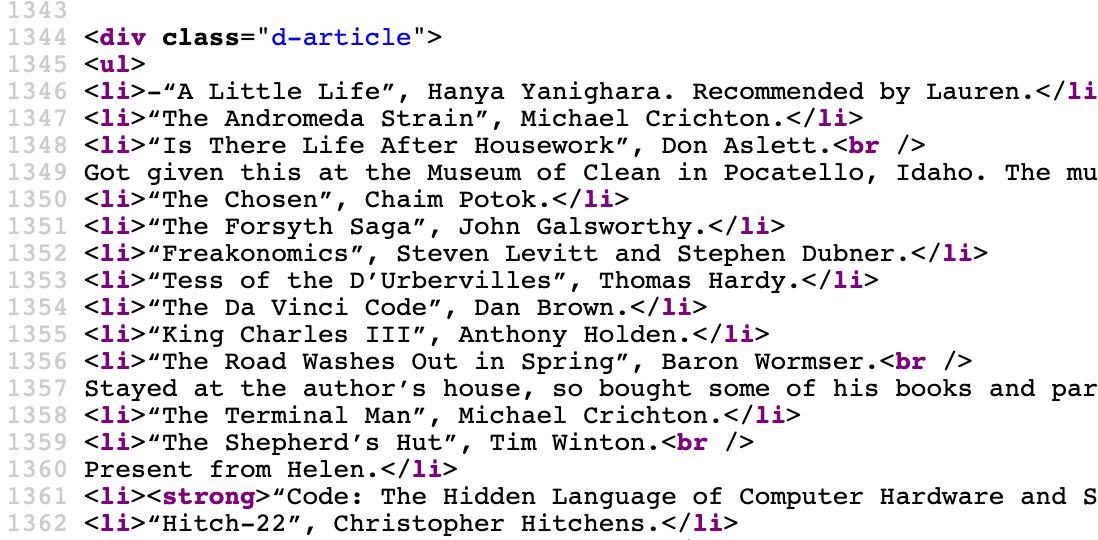 1343
1344 <div class="d-article">
1345 <ul>
1346 <li>-“A Little Life”, Hanya Yanighara. Recommended by Lauren.</li
1347 <li>“The Andromeda Strain”, Michael Crichton.</li>
1348 <li>“Is There Life After Housework”, Don Aslett.<br />
1349 Got given this at the Museum of Clean in Pocatello, Idaho. The mu
1350 <li>“The Chosen”, Chaim Potok.</li>
1351 <li>“The Forsyth Saga”, John Galsworthy.</li>
1352 <li>“Freakonomics”, Steven Levitt and Stephen Dubner.</li>
1353 <li>“Tess of the D’Urbervilles”, Thomas Hardy.</li>
1354 <li>“The Da Vinci Code”, Dan Brown.</li>
1355 <li>“King Charles III”, Anthony Holden.</li>
1356 <li>“The Road Washes Out in Spring”, Baron Wormser.<br />
1357 Stayed at the author’s house, so bought some of his books and par
1358 <li>“The Terminal Man”, Michael Crichton.</li>
1359 <li>“The Shepherd’s Hut”, Tim Winton.<br />
1360 Present from Helen.</li>
1361 <li><strong>“Code: The Hidden Language of Computer Hardware and S
1362 <li>“Hitch-22”, Christopher Hitchens.</li>